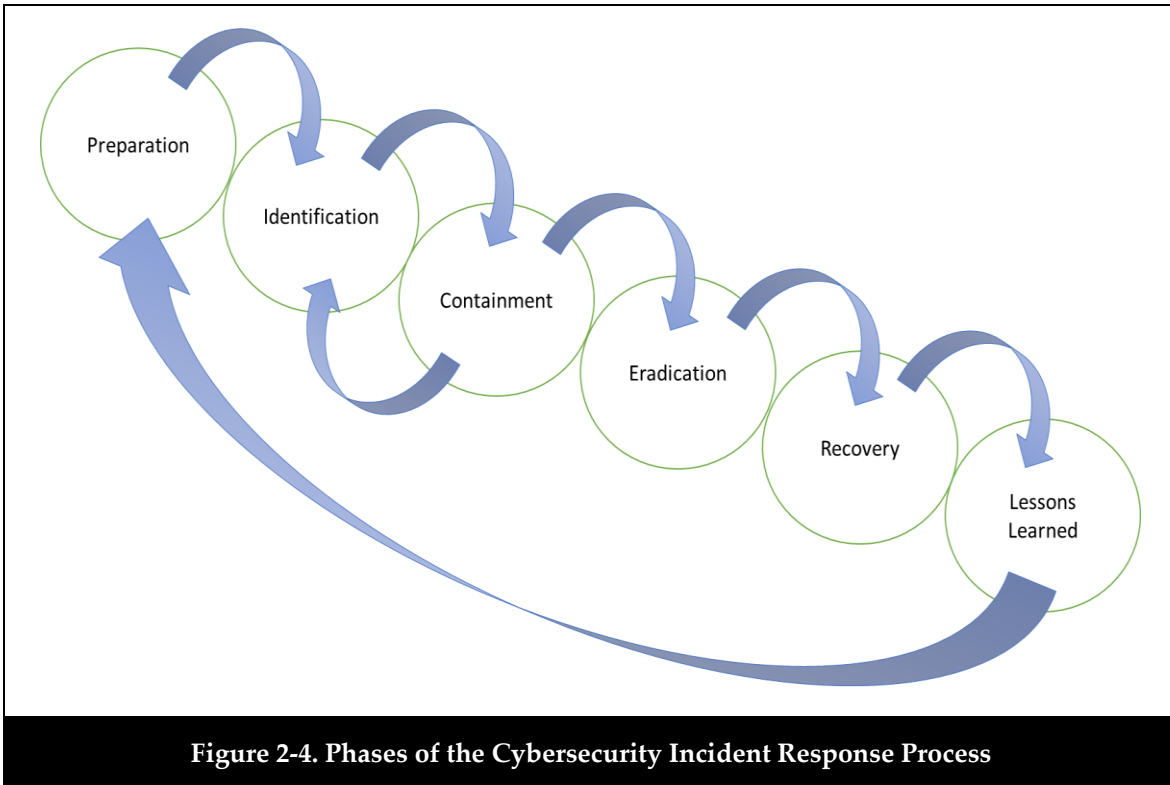 Preparation
Identification
Containment
Eradication
Recovery
Lessons
Learned
Figure 2-4. Phases of the Cybersecurity Incident Response Process